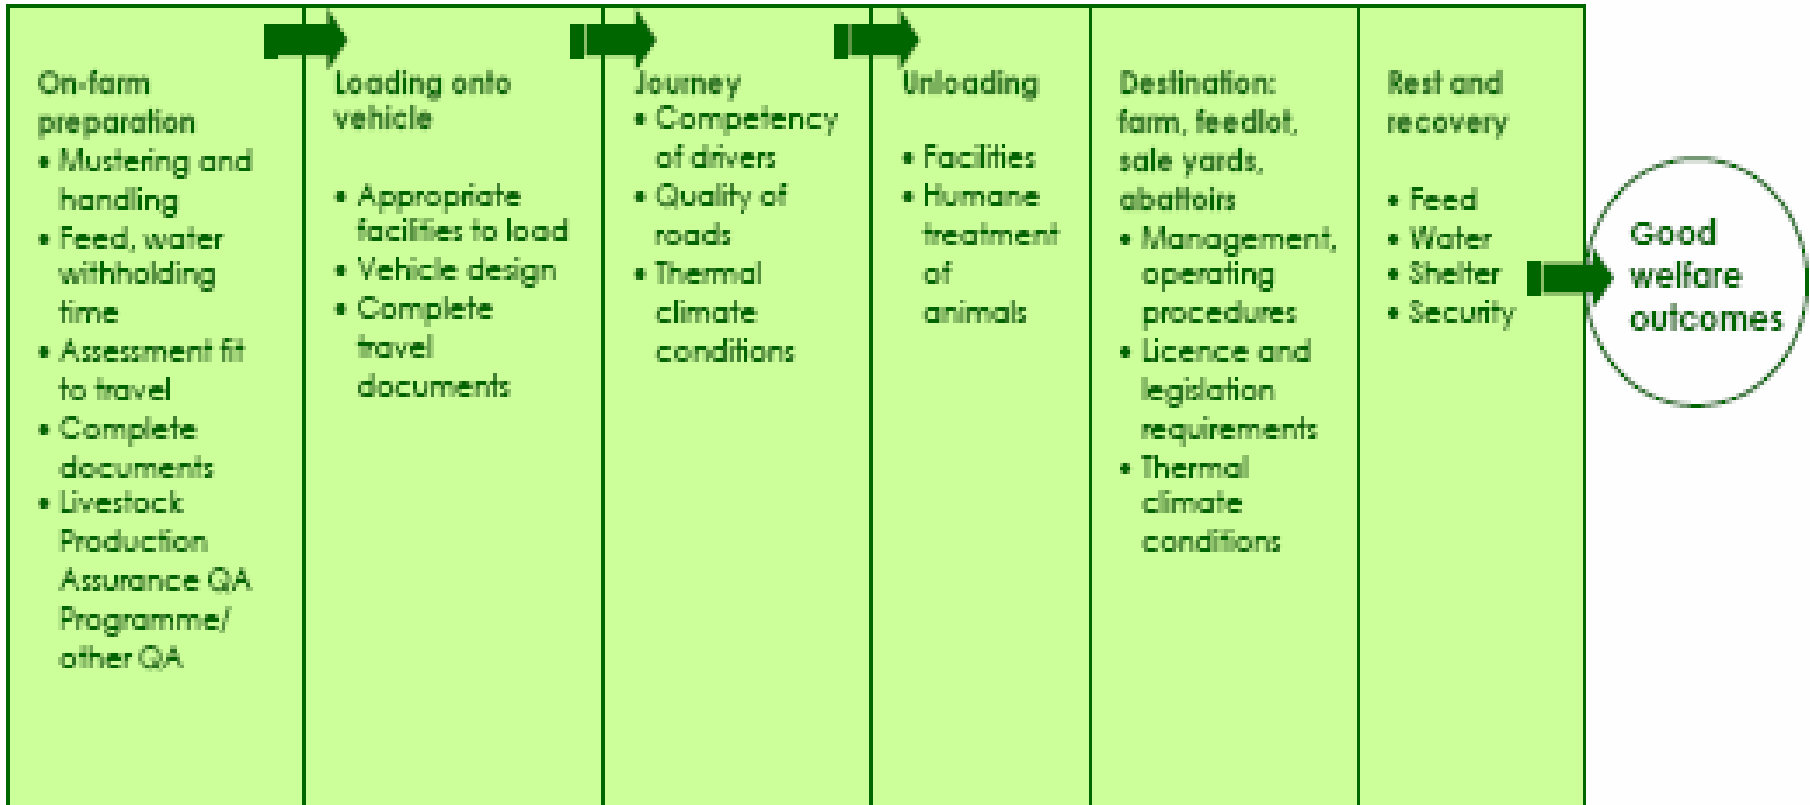 On-farm
preparation
• Mustering and
handling
• Feed, water
withholding
time
• Assessment fit
to travel
• Complete
documents
• Livestock
Production
Assurance QA
Programme/
other QA
Loading onto
vehicle
• Appropriate
facilities to load
• Vehicle design
• Complete
travel
documents
Journey
• Competency
of drivers
• Quality of
roads
• Thermal
climate
conditions
Unloading
• Facilities
• Humane
treatment
of
animals
Destination:
farm, feedlot,
sale yards,
abattoirs
• Management,
operating
procedures
• Licence and
legislation
requirements
• Thermal
climate
conditions
Rest and
recovery
• Feed
• Water
• Shelter
• Security
Good
welfare
outcomes